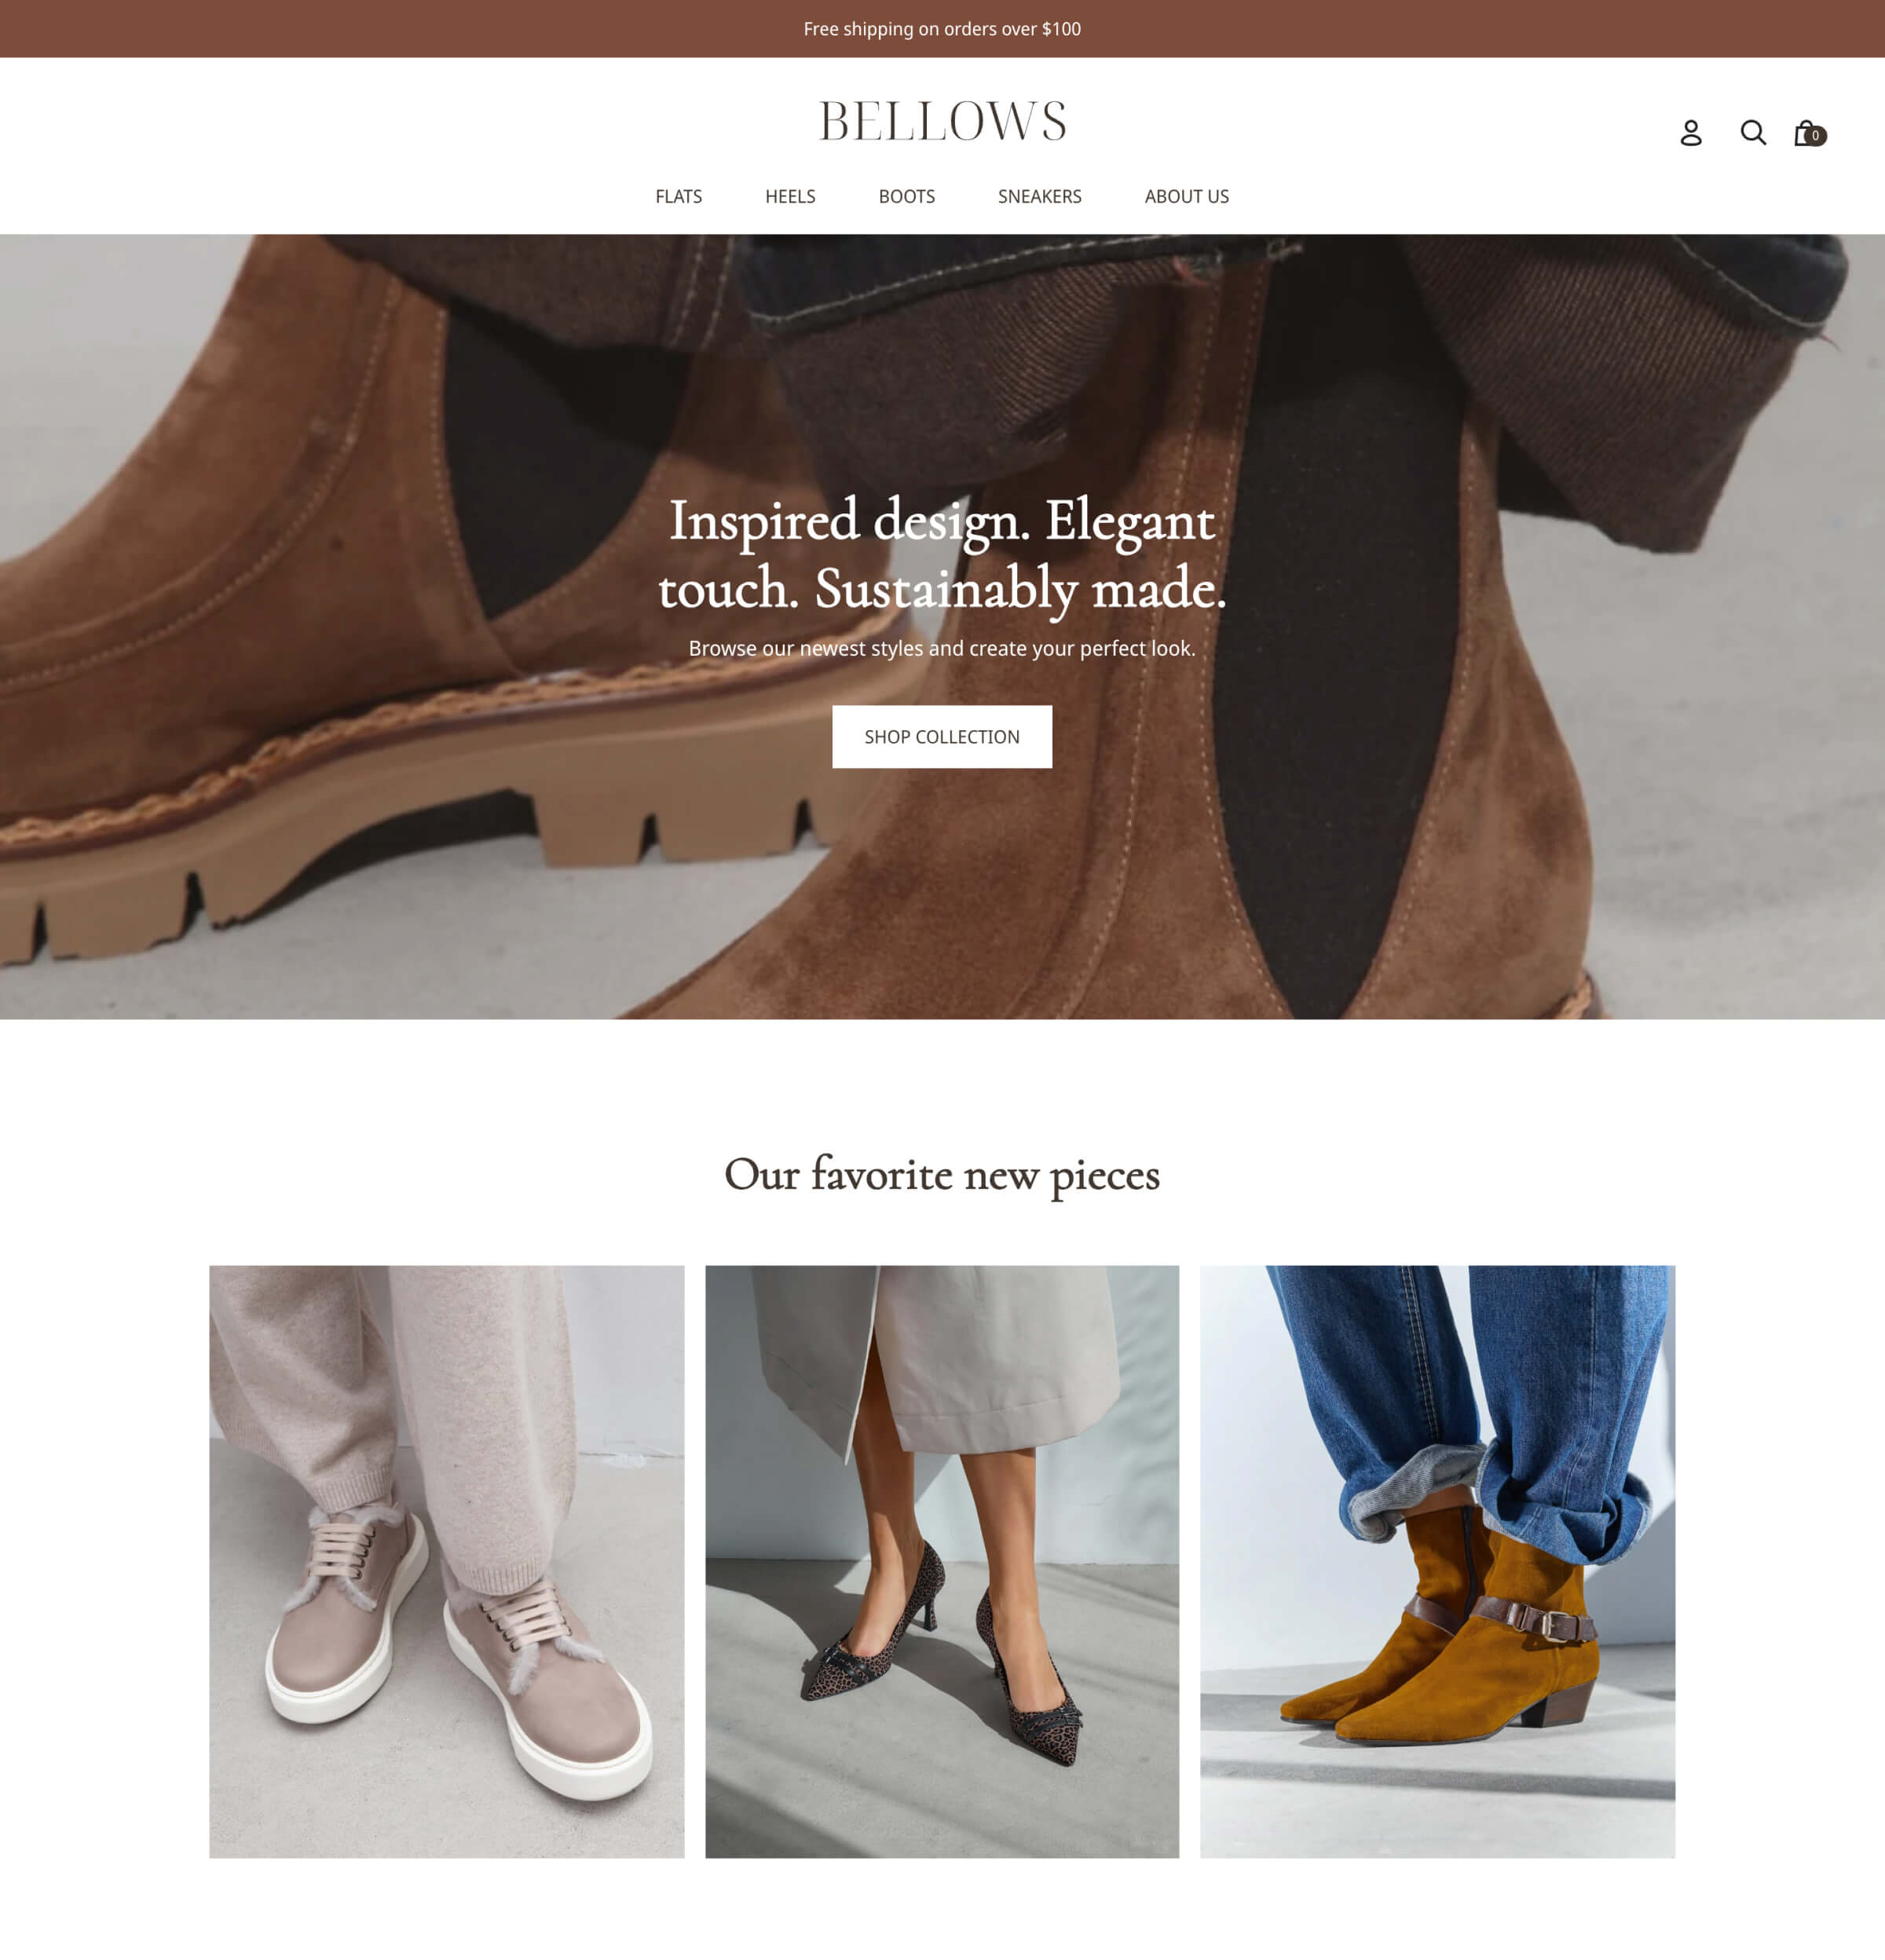 Free shipping on orders over $100
BELLOWS
0
FLATS HEELS BOOTS SNEAKERS ABOUT US
Inspired design. Elegant
touch. Sustainably made.
Browse our newest styles and create your perfect look.
SHOP COLLECTION
Our favorite new pieces